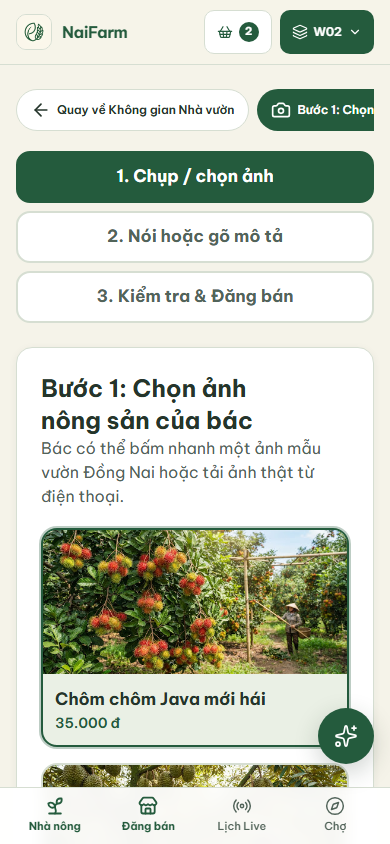 NaiFarm
2
W02
Quay về Không gian Nhà vườn
Bước 1: Chọn
1. Chụp / chọn ảnh
2. Nói hoặc gõ mô tả
3. Kiểm tra & Đăng bán
Bước 1: Chọn ảnh
nông sản của bác
Bác có thể bấm nhanh một ảnh mẫu
vườn Đồng Nai hoặc tải ảnh thật từ
điện thoại.
Chôm chôm Java mới hái
35.000 đ
Nhà nông
Đăng bán
Lịch Live
Chợ